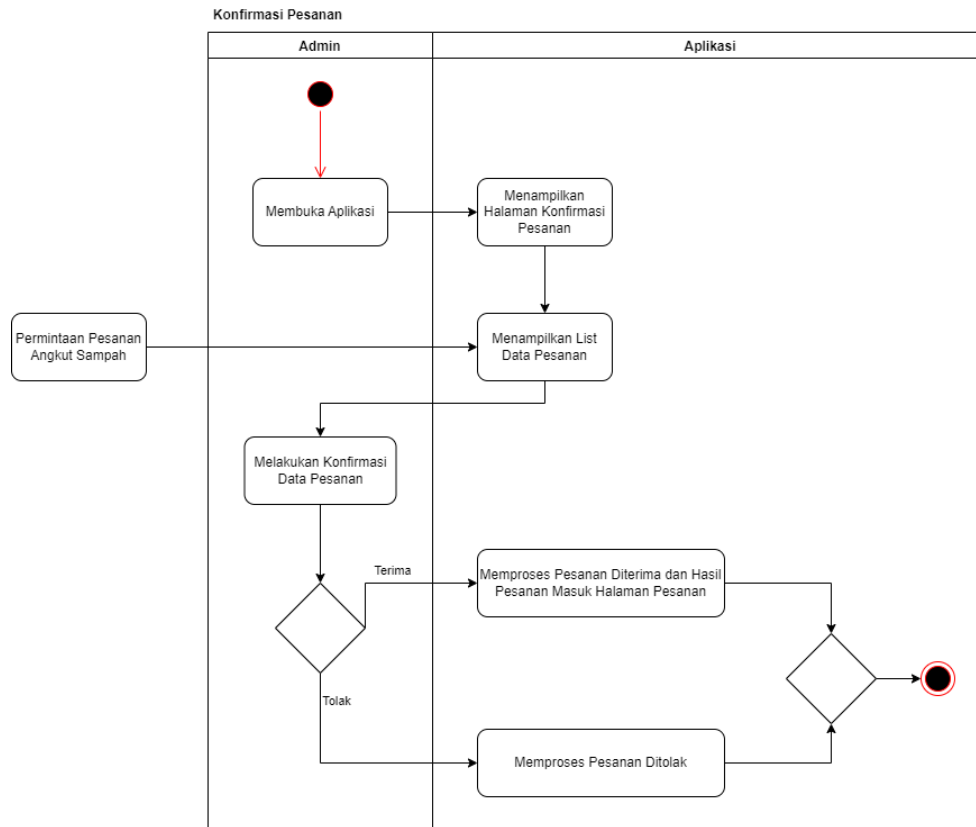 Konfirmasi Pesanan
Admin
Aplikasi
Membuka Aplikasi
Menampilkan
Halaman Konfirmasi
Pesanan
Permintaan Pesanan
Angkut Sampah
Menampilkan List
Data Pesanan
Melakukan Konfirmasi
Data Pesanan
Terima
Memproses Pesanan Diterima dan Hasil
Pesanan Masuk Halaman Pesanan
Tolak
Memproses Pesanan Ditolak